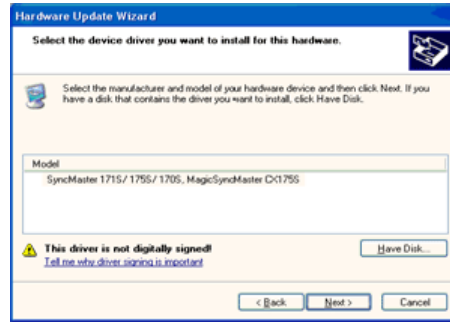 Hardware Update Wizard
Select the device driver you want to install for this hardware.
Select the manufacturer and model of your hardware device and then click Next. If you
have a disk that contains the driver you want to install, click Have Disk.
Model
SyncMaster 171S/ 175S/ 170S, MagicSyncMaster CX175S
This driver is not digitally signed!
Have Disk...
Tell me why driver signing is important
< Back
Next >
Cancel